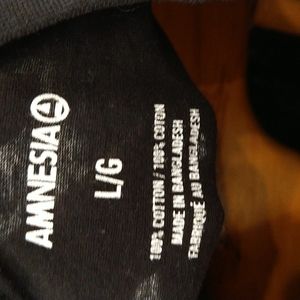 AMNESIA
L/G
100% COTTON / 100% COTON
MADE IN BANGLADESH
FABRIQUÉ AU BANGLADESH